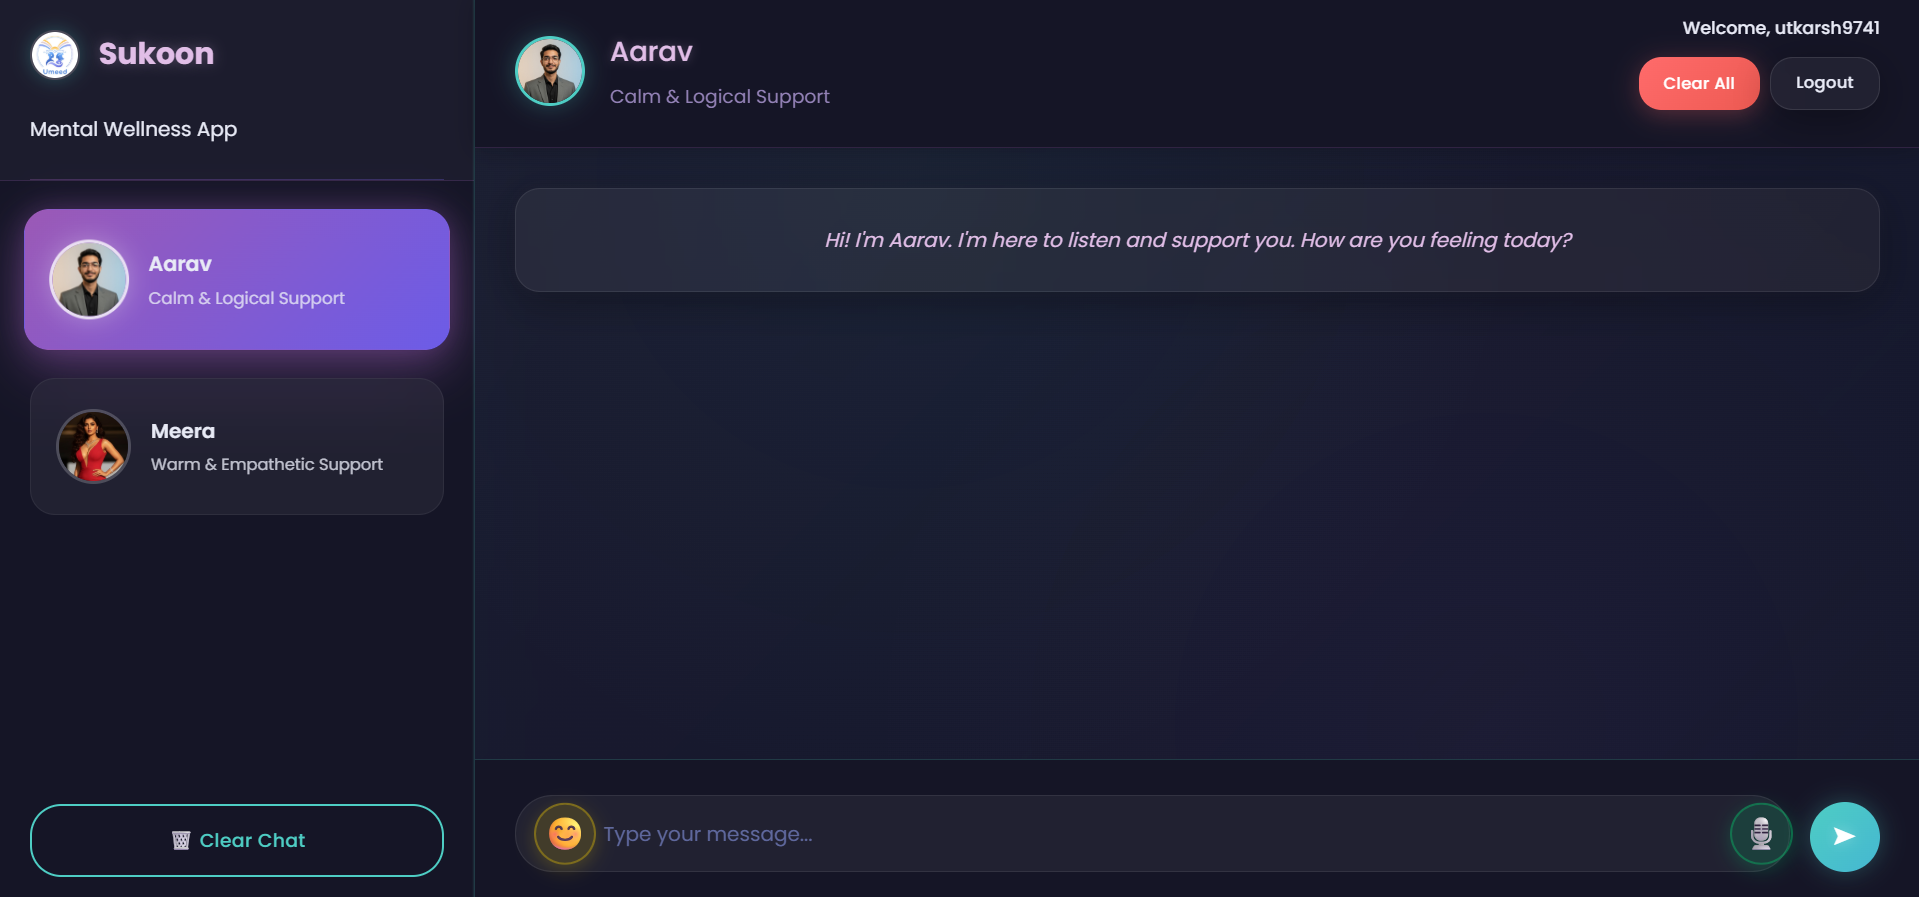 Umeed
Sukoon
Mental Wellness App
Aarav
Calm & Logical Support
Meera
Warm & Empathetic Support
Clear Chat
Aarav
Calm & Logical Support
Welcome, utkarsh9741
Clear All
Logout
Hi! I'm Aarav. I'm here to listen and support you. How are you feeling today?
Type your message...